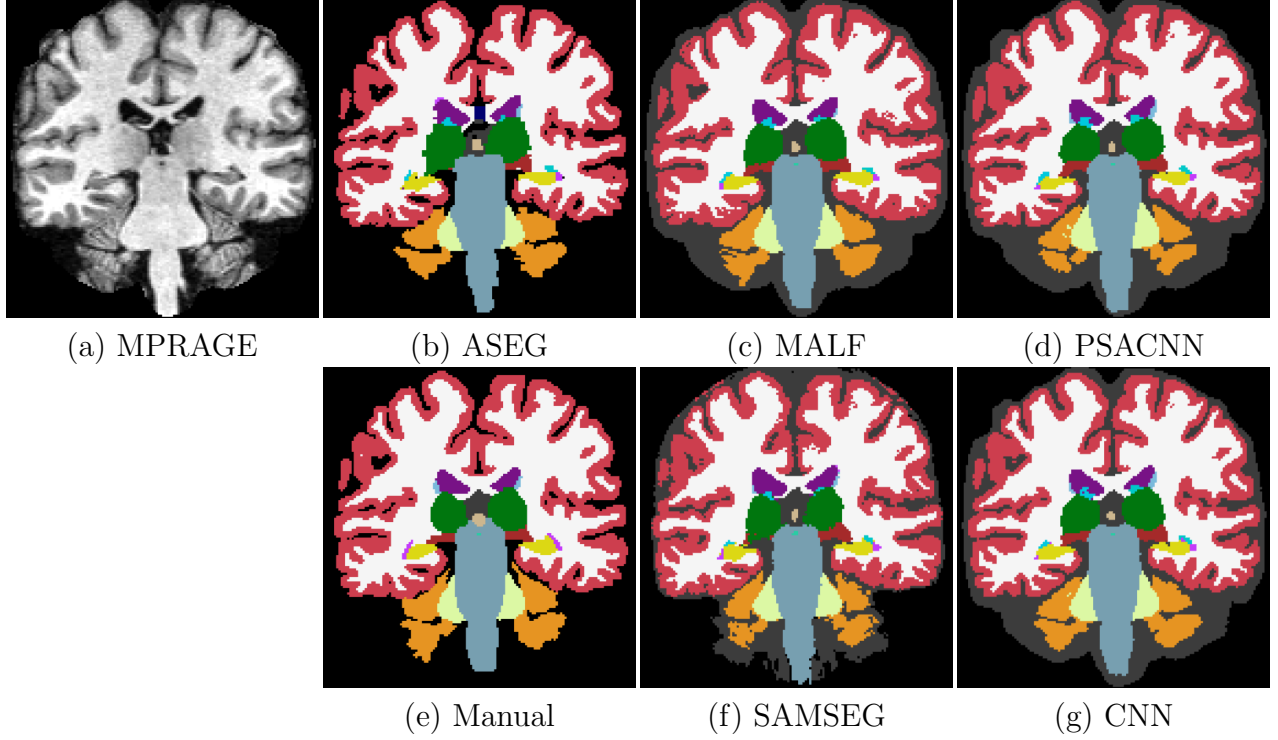 (a) MPRAGE
(b) ASEG
(c) MALF
(d) PSACNN
(e) Manual
(f) SAMSEG
(g) CNN